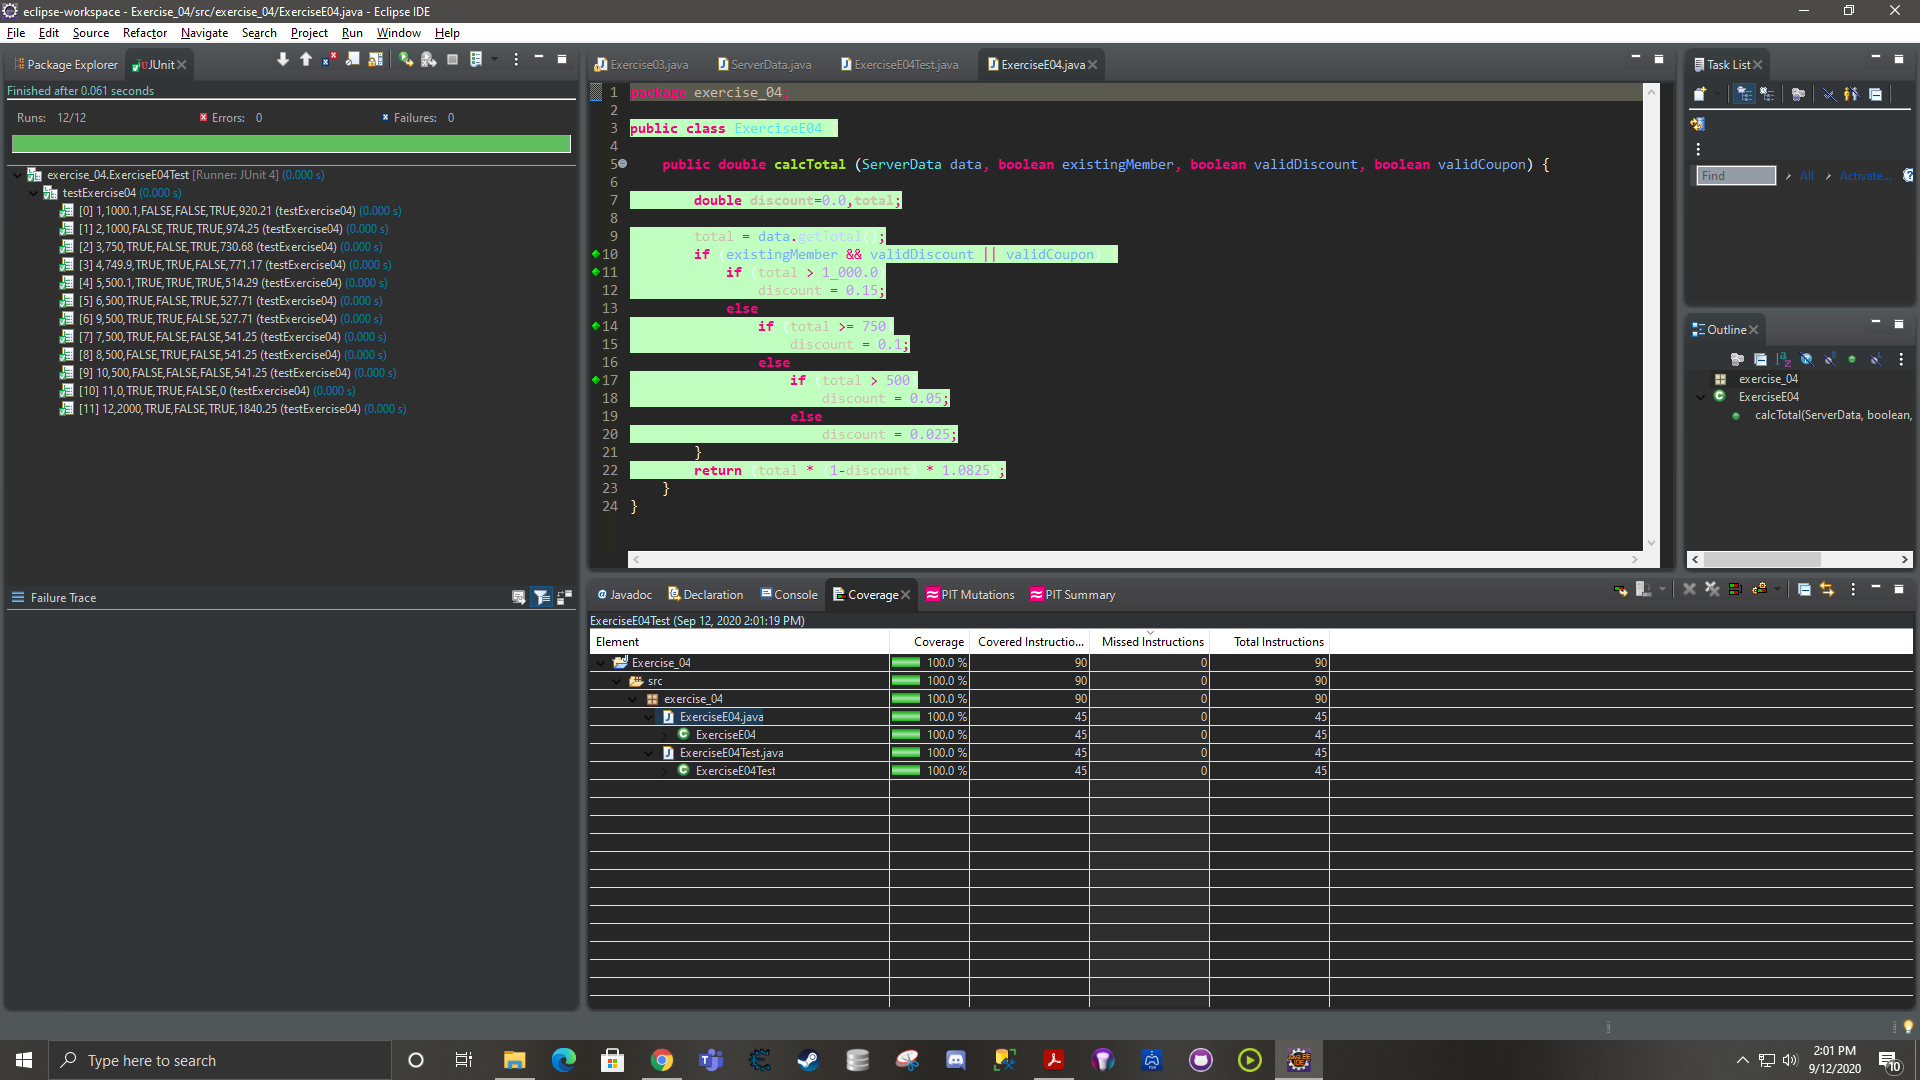 eclipse-workspace - Exercise_04/src/exercise_04/ExerciseE04.java - Eclipse IDE
File Edit Source Refactor Navigate Search Project Run Window Help
Package Explorer JUnit
Finished after 0.061 seconds
Runs: 12/12 Errors: 0 Failures: 0
exercise_04.ExerciseE04Test [Runner: JUnit 4] (0.000 s)
testExercise04 (0.000 s)
[0] 1,1000.1,FALSE,FALSE,TRUE,920.21 (testExercise04) (0.000 s)
[1] 2,1000,FALSE,TRUE,TRUE,974.25 (testExercise04) (0.000 s)
[2] 3,750,TRUE,FALSE,TRUE,730.68 (testExercise04) (0.000 s)
[3] 4,749.9,TRUE,TRUE,FALSE,771.17 (testExercise04) (0.000 s)
[4] 5,500.1,TRUE,TRUE,TRUE,514.29 (testExercise04) (0.000 s)
[5] 6,500,TRUE,FALSE,TRUE,527.71 (testExercise04) (0.000 s)
[6] 9,500,TRUE,TRUE,FALSE,527.71 (testExercise04) (0.000 s)
[7] 7,500,TRUE,FALSE,FALSE,541.25 (testExercise04) (0.000 s)
[8] 8,500,FALSE,TRUE,FALSE,541.25 (testExercise04) (0.000 s)
[9] 10,500,FALSE,FALSE,FALSE,541.25 (testExercise04) (0.000 s)
[10] 11,0,TRUE,TRUE,FALSE,0 (testExercise04) (0.000 s)
[11] 12,2000,TRUE,FALSE,TRUE,1840.25 (testExercise04) (0.000 s)
Failure Trace
Exercise03.java ServerData.java ExerciseE04Test.java ExerciseE04.java
1 package exercise_04;
2
3 public class ExerciseE04 {
4
5 public double calcTotal (ServerData data, boolean existingMember, boolean validDiscount, boolean validCoupon) {
6
7 double discount=0.0,total;
8
9 total = data.getTotal();
10 if (existingMember && validDiscount || validCoupon) {
11 if (total > 1_000.0)
12 discount = 0.15;
13 else
14 if (total >= 750)
15 discount = 0.1;
16 else
17 if (total > 500)
18 discount = 0.05;
19 else
20 discount = 0.025;
21 }
22 return (total * (1-discount) * 1.0825);
23 }
24 }
Task List
Find All Activate...
Outline
exercise_04
ExerciseE04
calcTotal(ServerData, boolean,
Javadoc Declaration Console Coverage PIT Mutations PIT Summary
ExerciseE04Test (Sep 12, 2020 2:01:19 PM)
Element Coverage Covered Instructio... Missed Instructions Total Instructions
Exercise_04 100.0 % 90 0 90
src 100.0 % 90 0 90
exercise_04 100.0 % 90 0 90
ExerciseE04.java 100.0 % 45 0 45
ExerciseE04 100.0 % 45 0 45
ExerciseE04Test.java 100.0 % 45 0 45
ExerciseE04Test 100.0 % 45 0 45
Type here to search
2:01 PM
9/12/2020
10